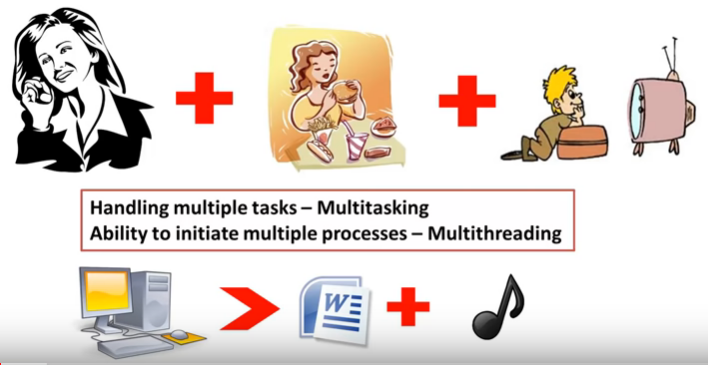 Handling multiple tasks – Multitasking
Ability to initiate multiple processes – Multithreading
W